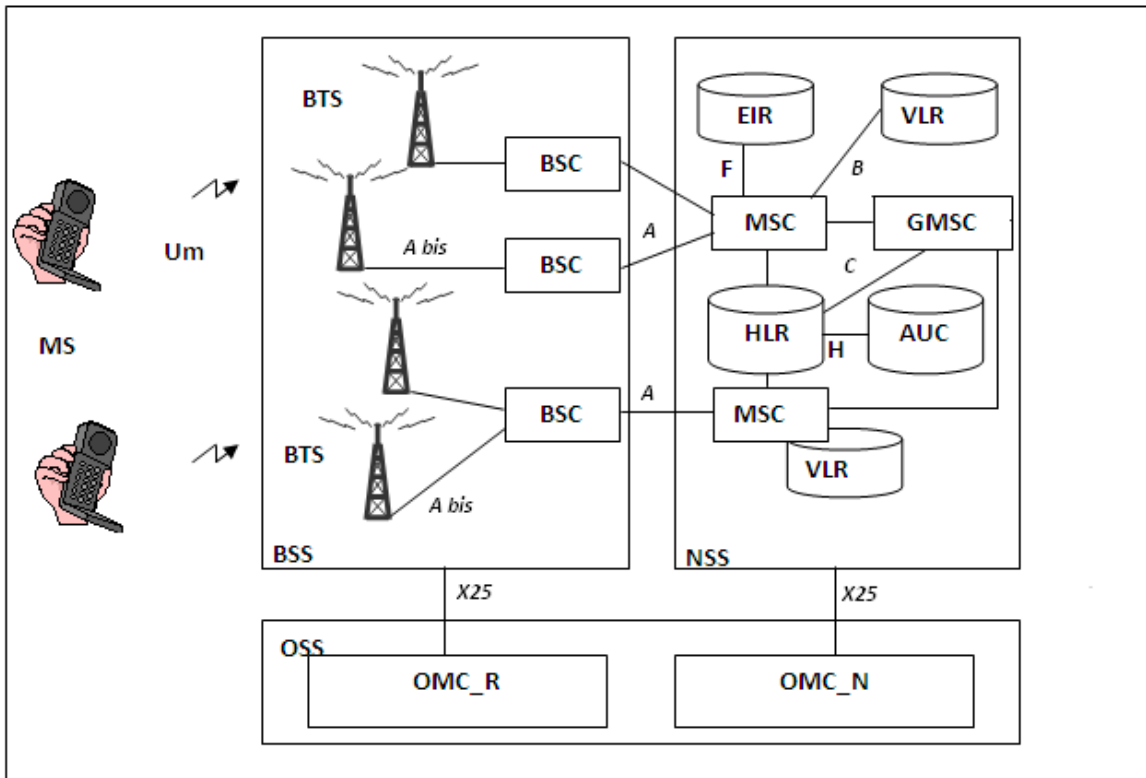 BTS
EIR
VLR
BSC
F
B
MSC
GMSC
Um
A bis
BSC
A
C
MS
HLR
H
AUC
BSC
A
MSC
BTS
VLR
A bis
BSS
NSS
X25
X25
OSS
OMC_R
OMC_N